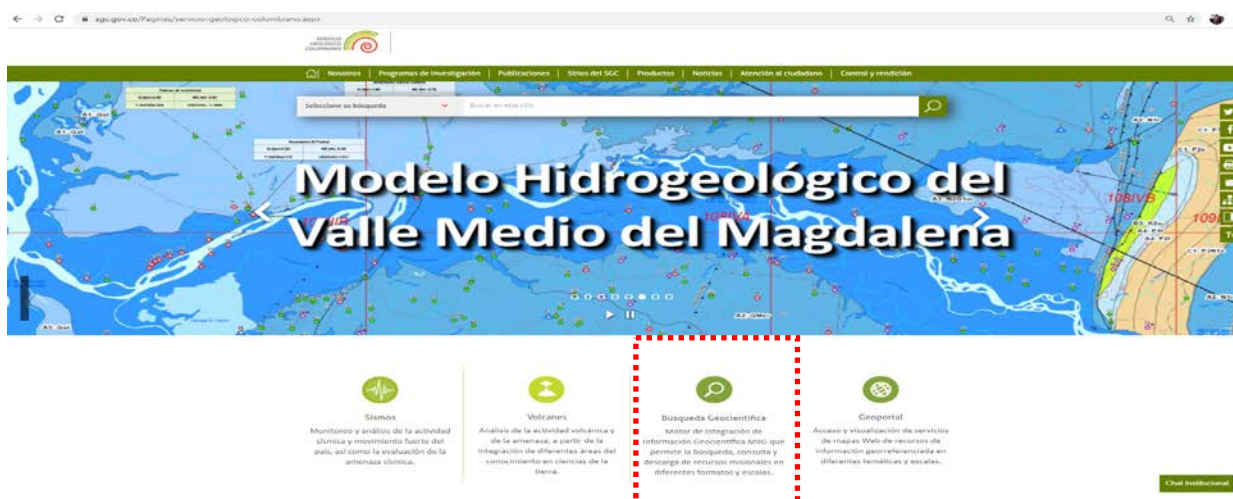 sgc.gov.co/Paginas/servicio-geologico-colombiano.aspx
SERVICIO
GEOLÓGICO
COLOMBIANO
Nosotros | Programas de Investigación | Publicaciones | Sitios del SGC | Productos | Noticias | Atención al ciudadano | Control y rendición
Seleccione su búsqueda
Buscar en este sitio
Modelo Hidrogeológico del
Valle Medio del Magdalena
108IVA
108IVB
109
Sismos
Monitoreo y análisis de la actividad
sísmica y movimiento fuerte del
país, así como la evaluación de la
amenaza sísmica.
Volcanes
Análisis de la actividad volcánica y
de la amenaza, a partir de la
integración de diferentes áreas del
conocimiento en ciencias de la
tierra.
Búsqueda Geocientífica
Motor de integración de
información Geocientífica MIIG que
permite la búsqueda, consulta y
descarga de recursos misionales en
diferentes formatos y escalas.
Geoportal
Acceso y visualización de servicios
de mapas Web de recursos de
información georreferenciada en
diferentes temáticas y escalas.
Chat Institucional